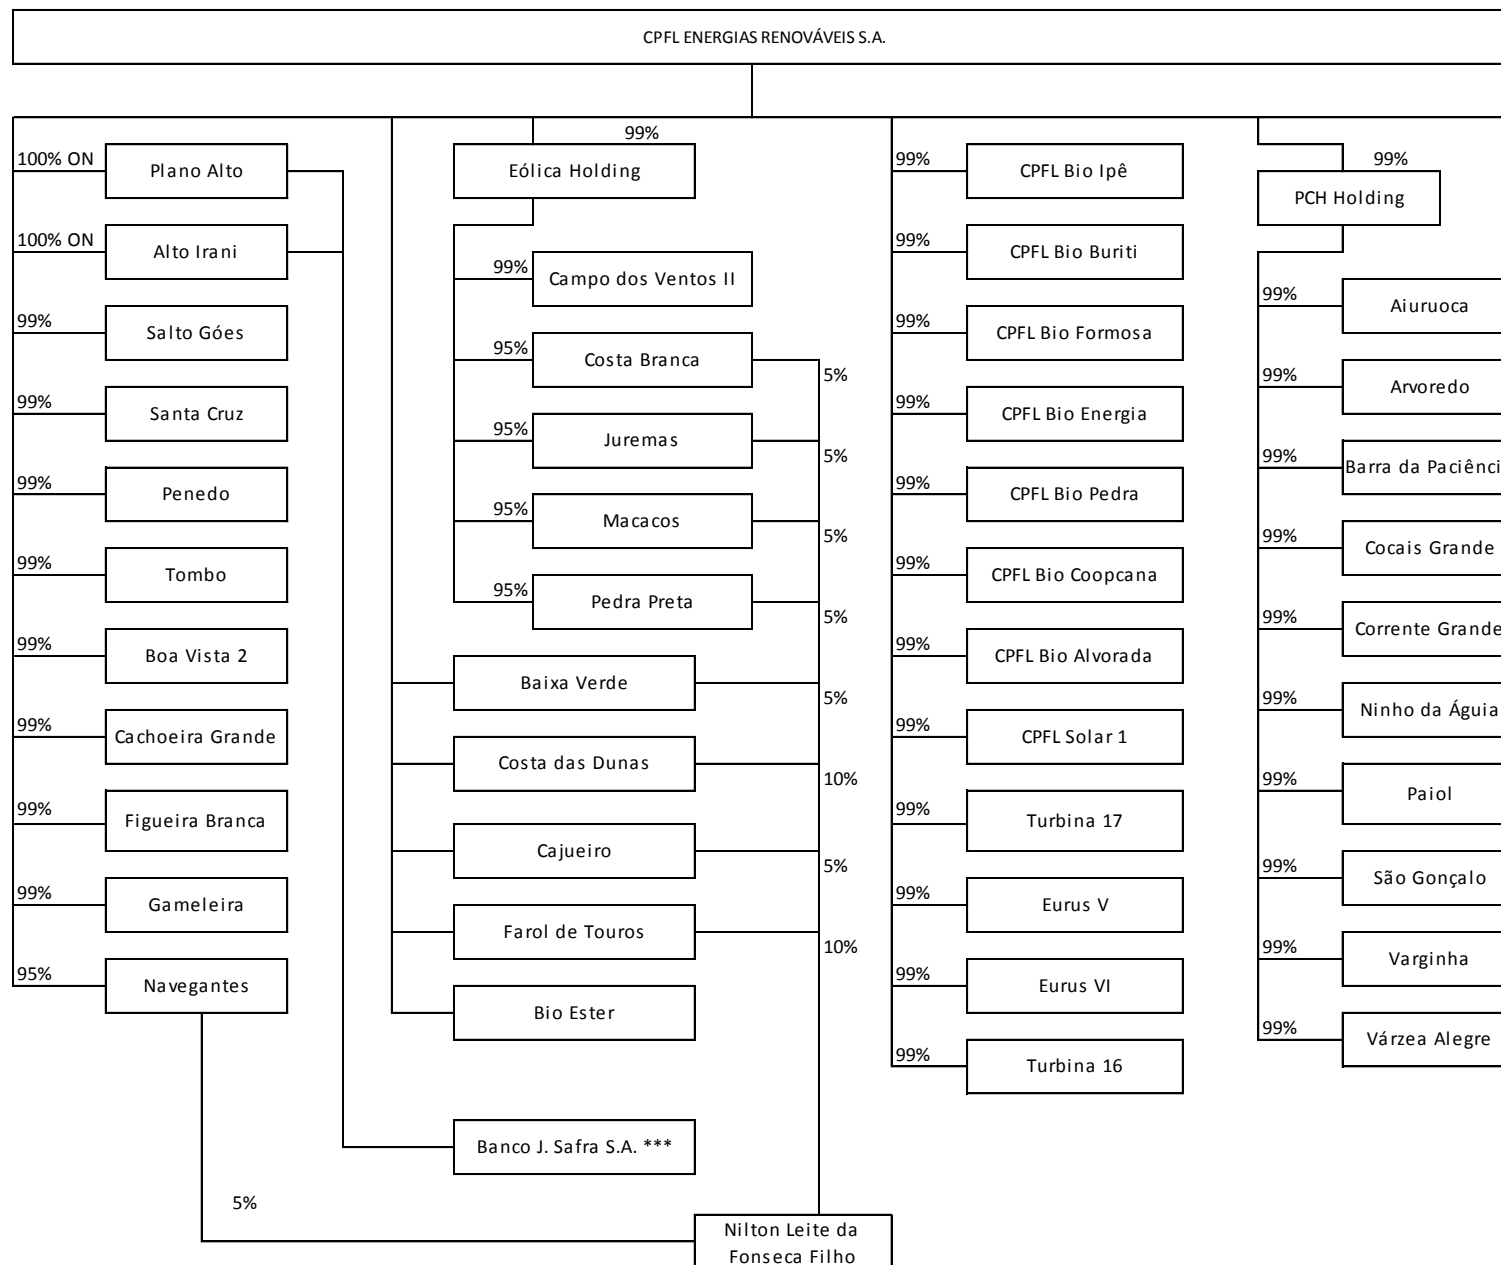 CPFL ENERGIAS RENOVÁVEIS S.A.
100% ON
Plano Alto
100% ON
Alto Irani
99%
Salto Góes
99%
Santa Cruz
99%
Penedo
99%
Tombo
99%
Boa Vista 2
99%
Cachoeira Grande
99%
Figueira Branca
99%
Gameleira
95%
Navegantes
99%
Eólica Holding
99%
Campo dos Ventos II
95%
Costa Branca
5%
95%
Juremas
5%
95%
Macacos
5%
95%
Pedra Preta
5%
Baixa Verde
5%
Costa das Dunas
10%
Cajueiro
5%
Farol de Touros
10%
Bio Ester
Banco J. Safra S.A. ***
5%
Nilton Leite da
Fonseca Filho
99%
CPFL Bio Ipê
99%
CPFL Bio Buriti
99%
CPFL Bio Formosa
99%
CPFL Bio Energia
99%
CPFL Bio Pedra
99%
CPFL Bio Coopcana
99%
CPFL Bio Alvorada
99%
CPFL Solar 1
99%
Turbina 17
99%
Eurus V
99%
Eurus VI
99%
Turbina 16
99%
PCH Holding
99%
Aiuruoca
99%
Arvoredo
99%
Barra da Paciênci
99%
Cocais Grande
99%
Corrente Grande
99%
Ninho da Águia
99%
Paiol
99%
São Gonçalo
99%
Varginha
99%
Várzea Alegre